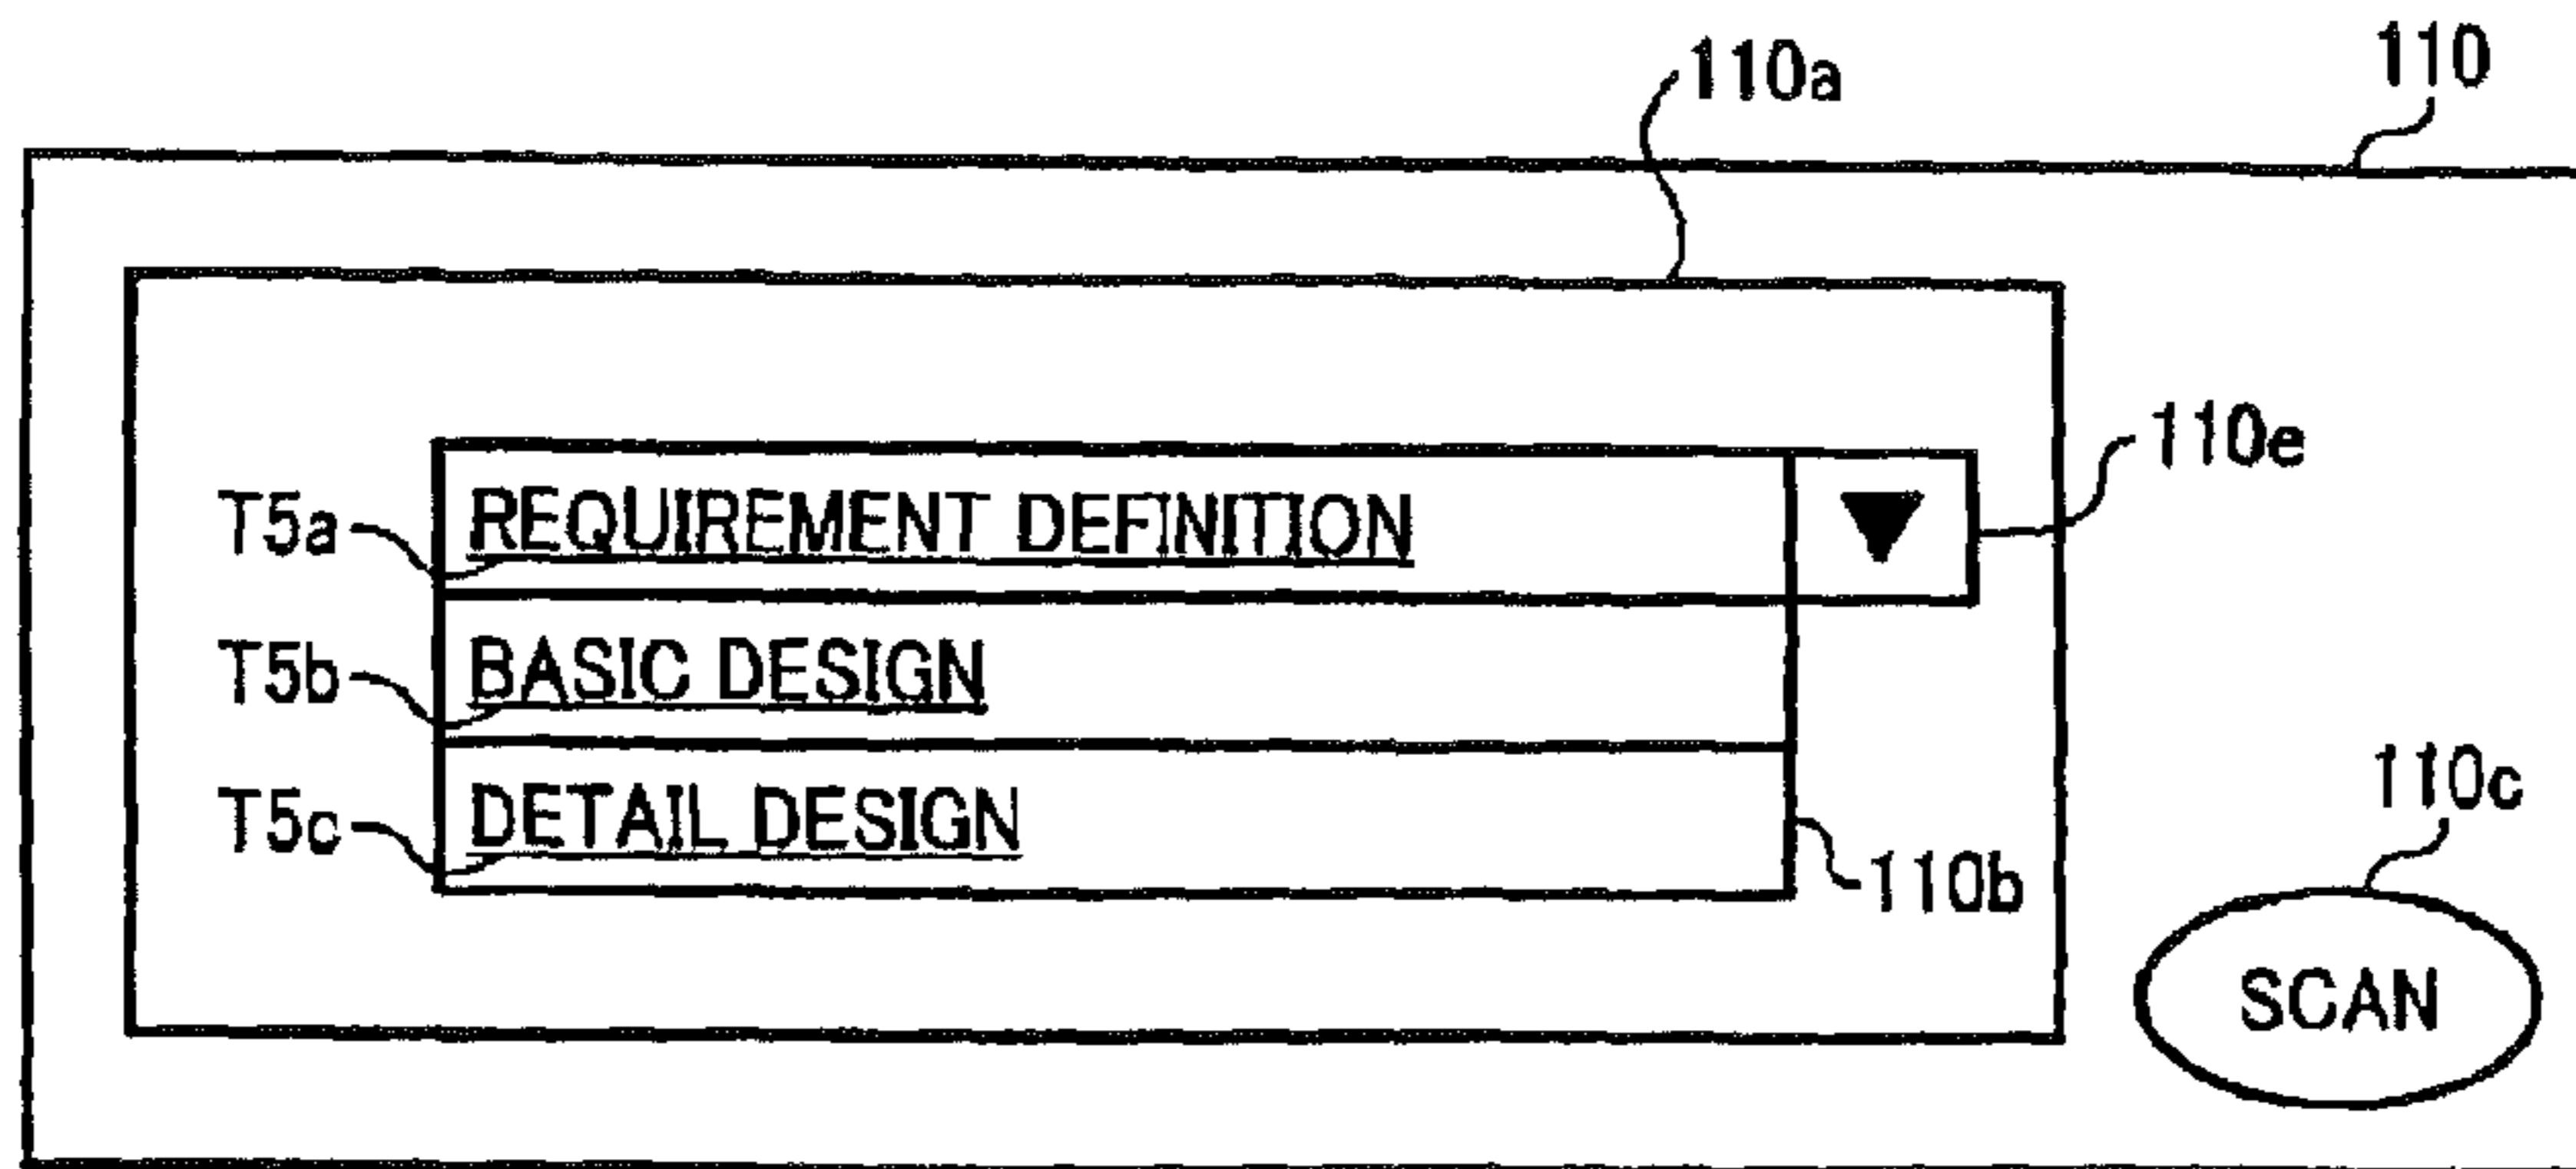 110
110a
110e
T5a REQUIREMENT DEFINITION
T5b BASIC DESIGN
T5c DETAIL DESIGN
110b
110c
SCAN